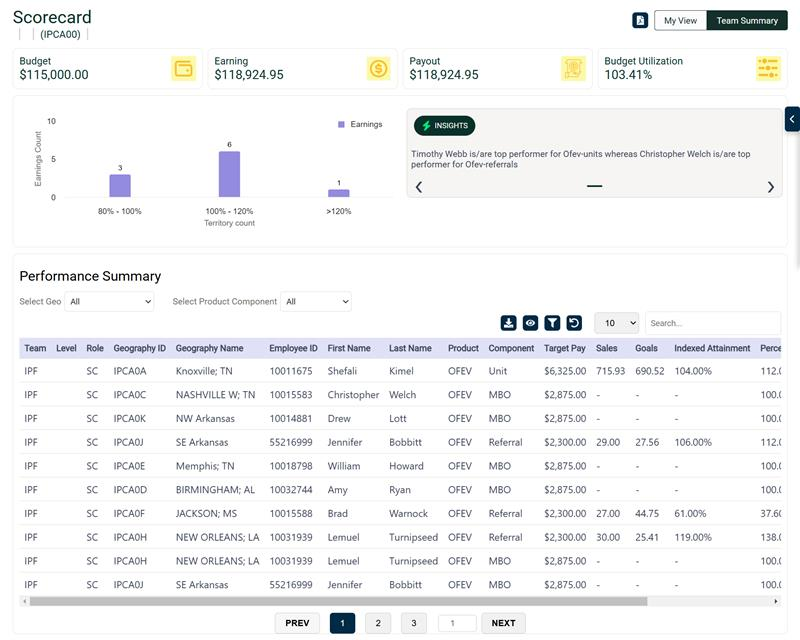 Scorecard
(IPCA00)
My View
Team Summary
Budget
$115,000.00
Earning
$118,924.95
Payout
$118,924.95
Budget Utilization
103.41%
Earnings
Earnings Count
10
5
0
3
6
1
80% - 100%
100% - 120%
>120%
Territory count
INSIGHTS
Timothy Webb is/are top performer for Ofev-units whereas Christopher Welch is/are top
performer for Ofev-referrals
Performance Summary
Select Geo All
Select Product Component All
10
Search...
Team Level Role Geography ID Geography Name Employee ID First Name Last Name Product Component Target Pay Sales Goals Indexed Attainment Perce
IPF SC IPCA0A Knoxville; TN 10011675 Shefali Kimel OFEV Unit $6,325.00 715.93 690.52 104.00% 112.0
IPF SC IPCA0C NASHVILLE W; TN 10015583 Christopher Welch OFEV MBO $2,875.00 - - - 100.0
IPF SC IPCA0K NW Arkansas 10014881 Drew Lott OFEV MBO $2,875.00 - - - 100.0
IPF SC IPCA0J SE Arkansas 55216999 Jennifer Bobbitt OFEV Referral $2,300.00 29.00 27.56 106.00% 112.0
IPF SC IPCA0E Memphis; TN 10018798 William Howard OFEV MBO $2,875.00 - - - 100.0
IPF SC IPCA0D BIRMINGHAM; AL 10032744 Amy Ryan OFEV MBO $2,875.00 - - - 100.0
IPF SC IPCA0F JACKSON; MS 10015588 Brad Warnock OFEV Referral $2,300.00 27.00 44.75 61.00% 37.60
IPF SC IPCA0H NEW ORLEANS; LA 10031939 Lemuel Turnipseed OFEV Referral $2,300.00 30.00 25.41 119.00% 138.0
IPF SC IPCA0H NEW ORLEANS; LA 10031939 Lemuel Turnipseed OFEV MBO $2,875.00 - - - 100.0
IPF SC IPCA0J SE Arkansas 55216999 Jennifer Bobbitt OFEV MBO $2,875.00 - - - 100.0
PREV 1 2 3 1 NEXT